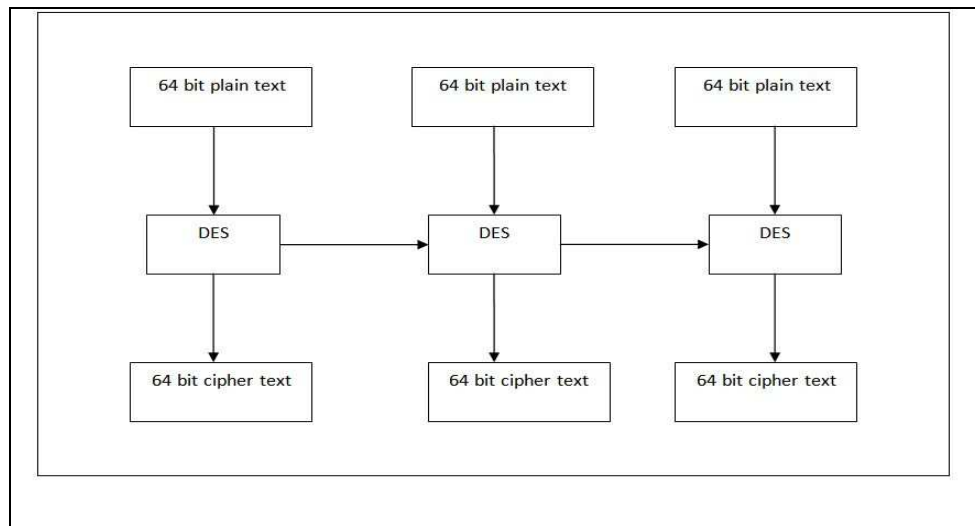 64 bit plain text
64 bit plain text
64 bit plain text
DES
DES
DES
64 bit cipher text
64 bit cipher text
64 bit cipher text